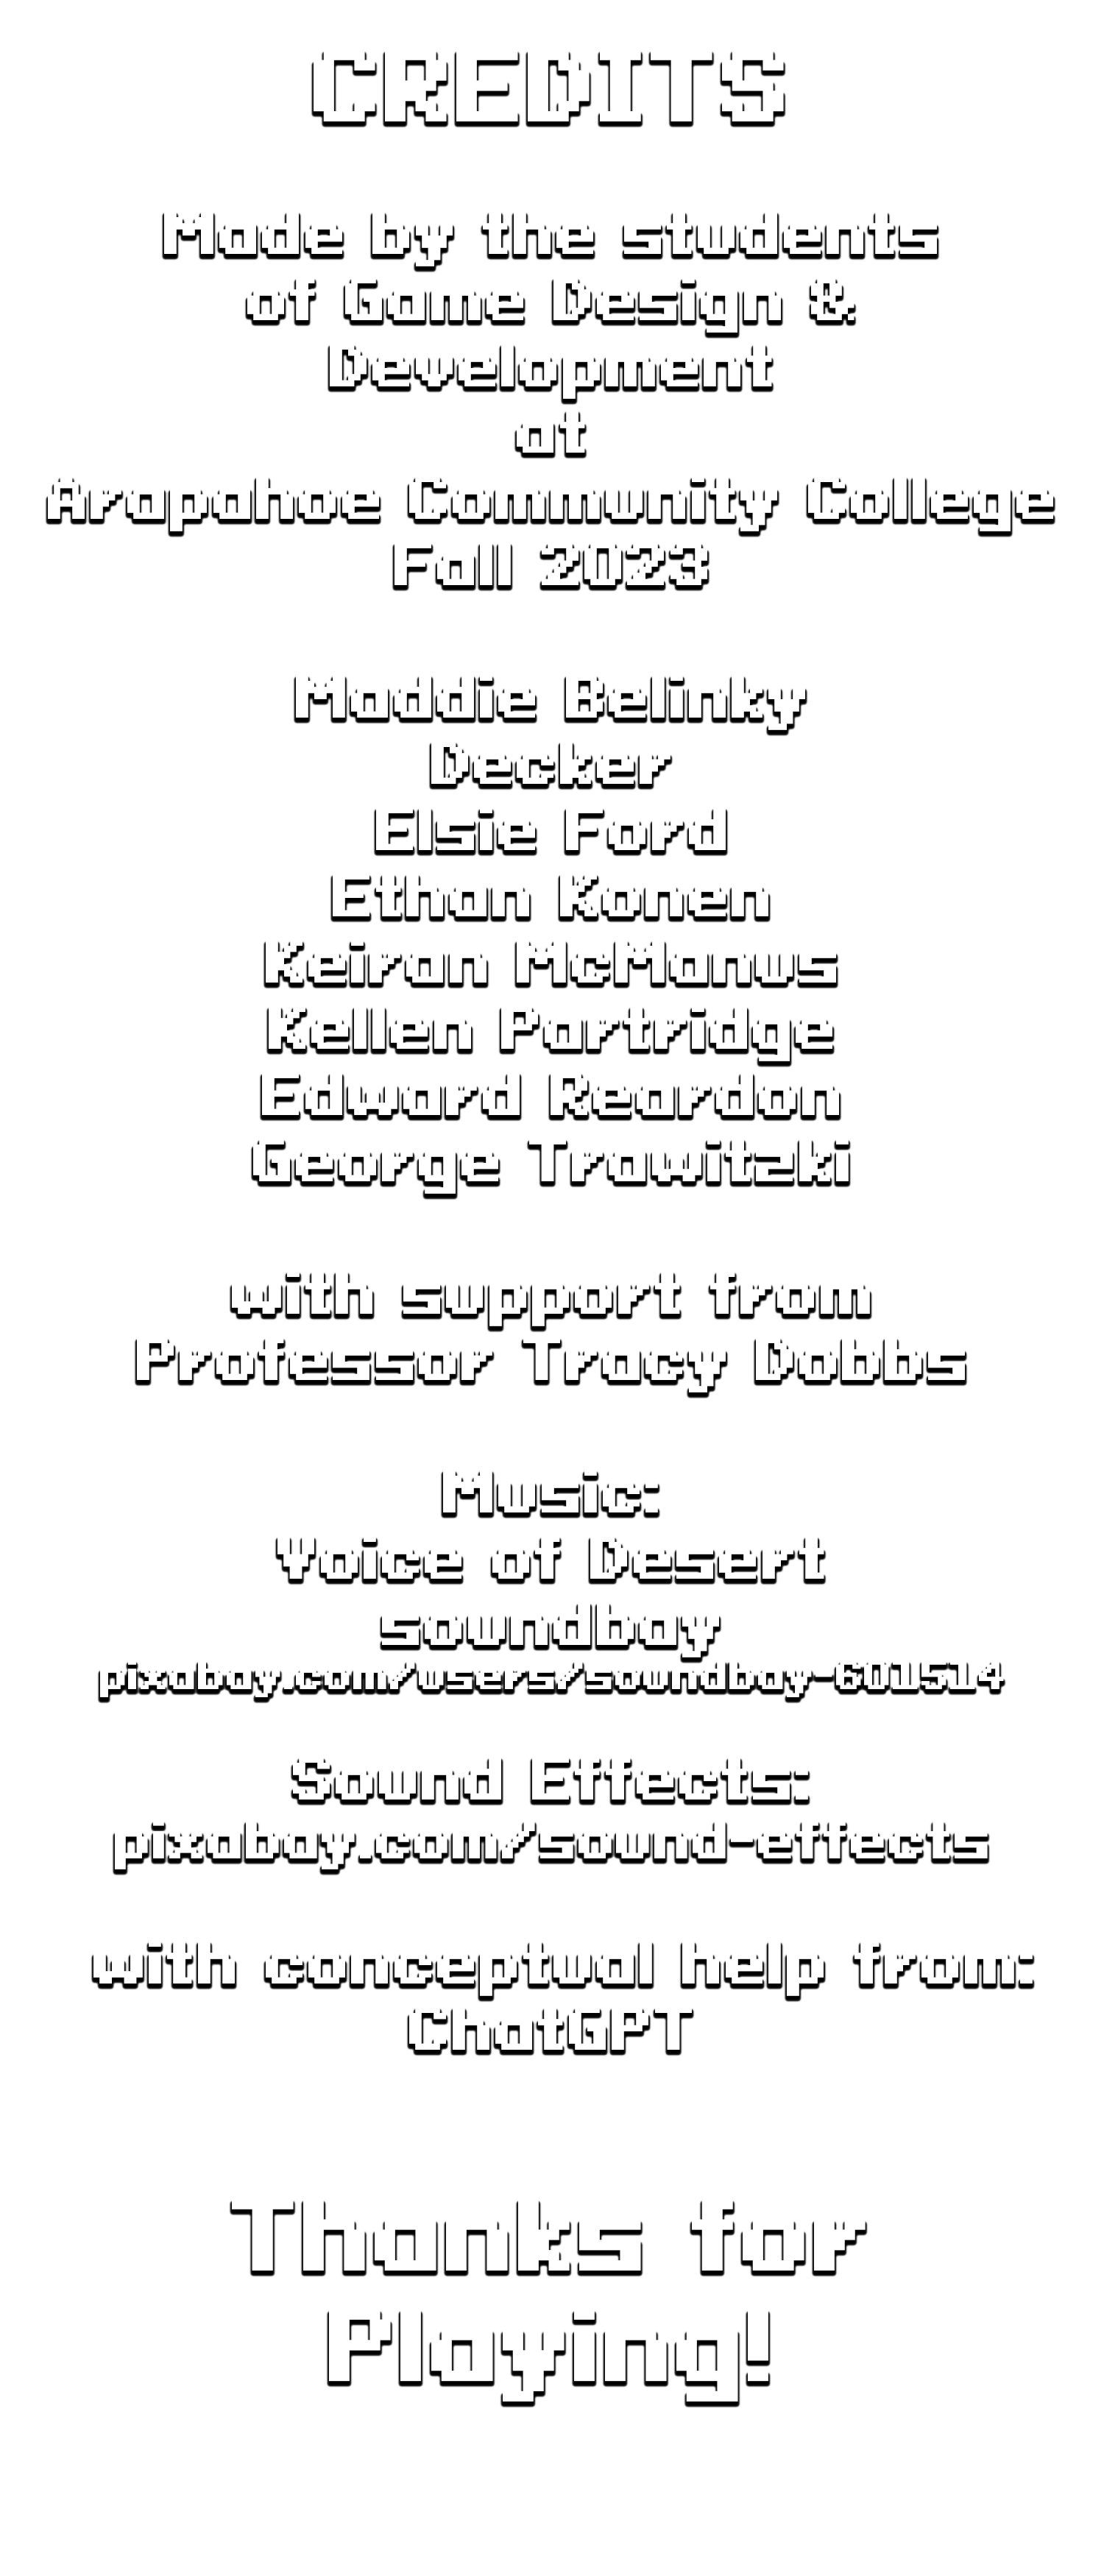 CREDITS
Made by the students
of Game Design &
Development
at
Arapahoe Community College
Fall 2023
Maddie Belinky
Decker
Elsie Ford
Ethan Konen
Keiran McManus
Kellen Partridge
Edward Reardon
George Trawitzki
with support from
Professor Tracy Dobbs
Music:
Voice of Desert
soundbay
pixabay.com/users/soundbay-601514
Sound Effects:
pixabay.com/sound-effects
with conceptual help from:
ChatGPT
Thanks for
Playing!